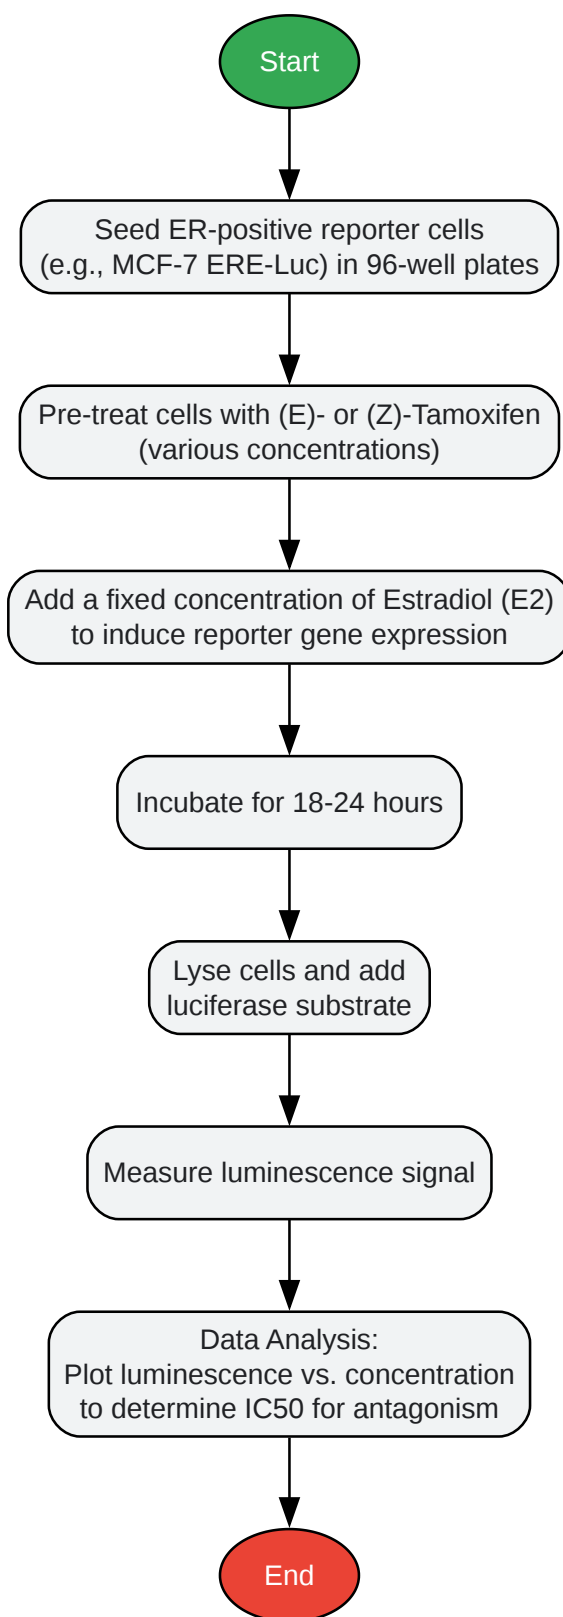 Start
Seed ER-positive reporter cells
(e.g., MCF-7 ERE-Luc) in 96-well plates
Pre-treat cells with (E)- or (Z)-Tamoxifen
(various concentrations)
Add a fixed concentration of Estradiol (E2)
to induce reporter gene expression
Incubate for 18-24 hours
Lyse cells and add
luciferase substrate
Measure luminescence signal
Data Analysis:
Plot luminescence vs. concentration
to determine IC50 for antagonism
End